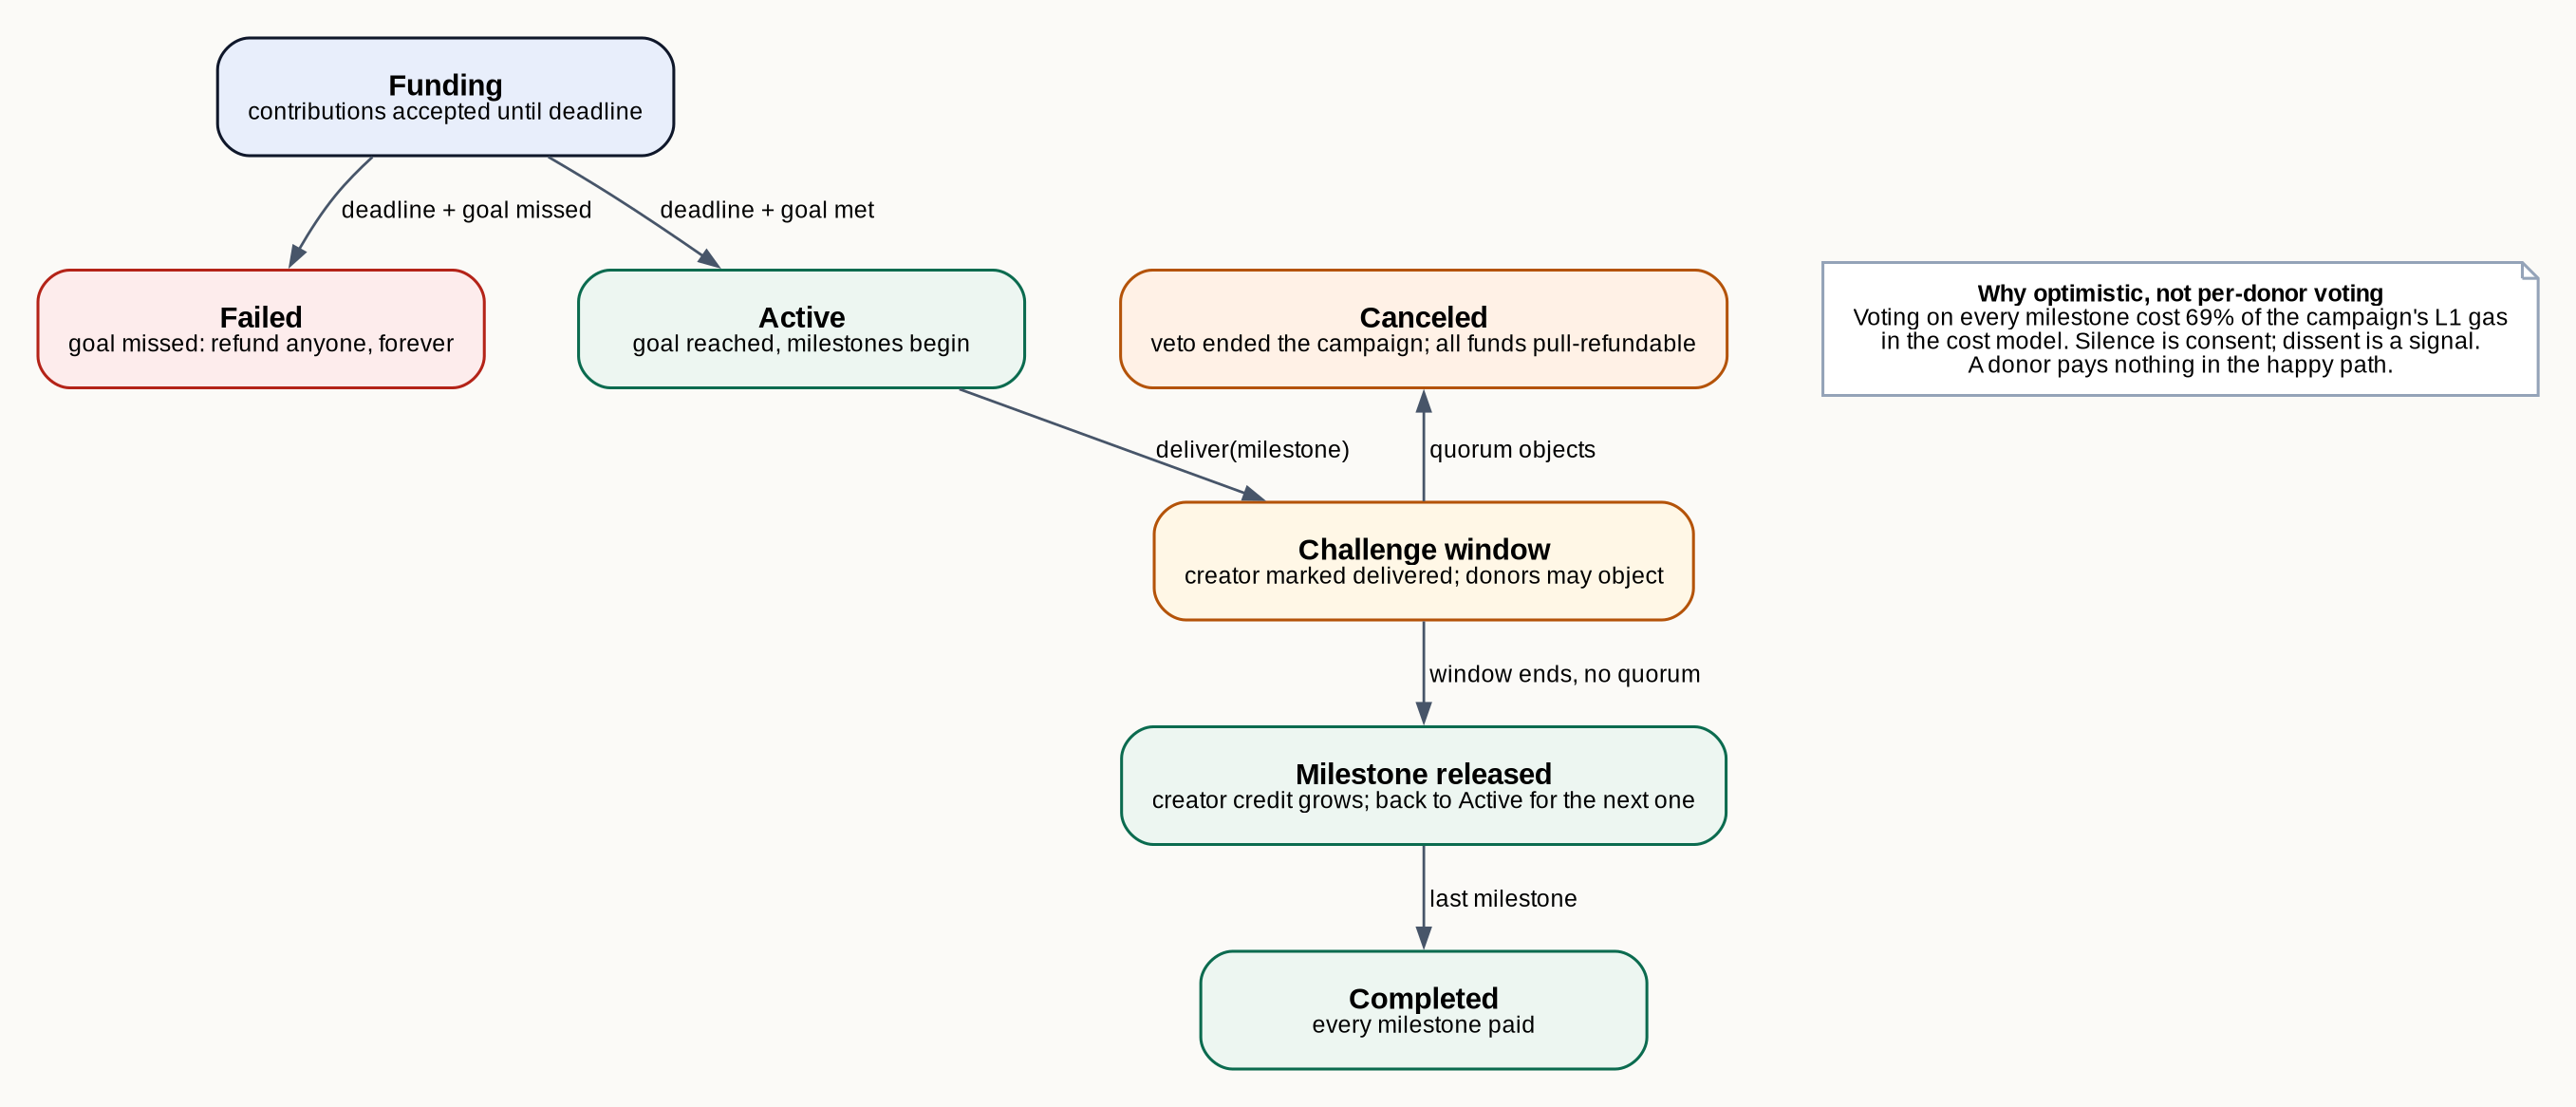 Funding
contributions accepted until deadline
deadline + goal missed
deadline + goal met
Failed
goal missed: refund anyone, forever
Active
goal reached, milestones begin
Canceled
veto ended the campaign; all funds pull-refundable
Why optimistic, not per-donor voting
Voting on every milestone cost 69% of the campaign's L1 gas
in the cost model. Silence is consent; dissent is a signal.
A donor pays nothing in the happy path.
deliver(milestone)
quorum objects
Challenge window
creator marked delivered; donors may object
window ends, no quorum
Milestone released
creator credit grows; back to Active for the next one
last milestone
Completed
every milestone paid